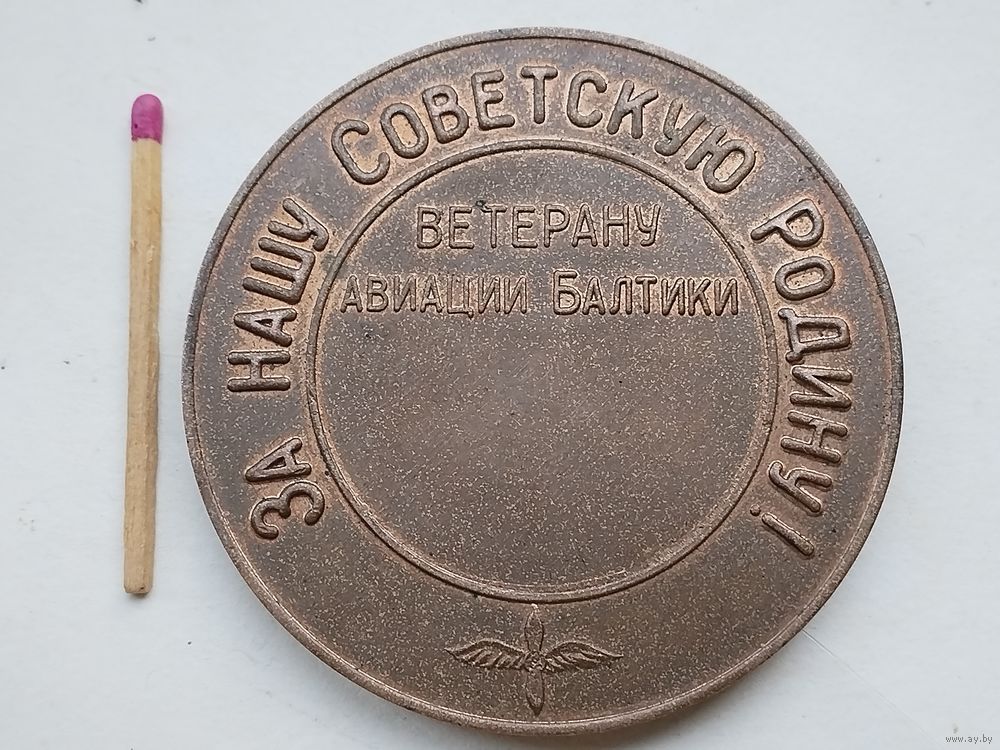 ЗА НАШУ СОВЕТСКУЮ РОДИНУ!
ВЕТЕРАНУ
АВИАЦИИ БАЛТИКИ
www.ay.by